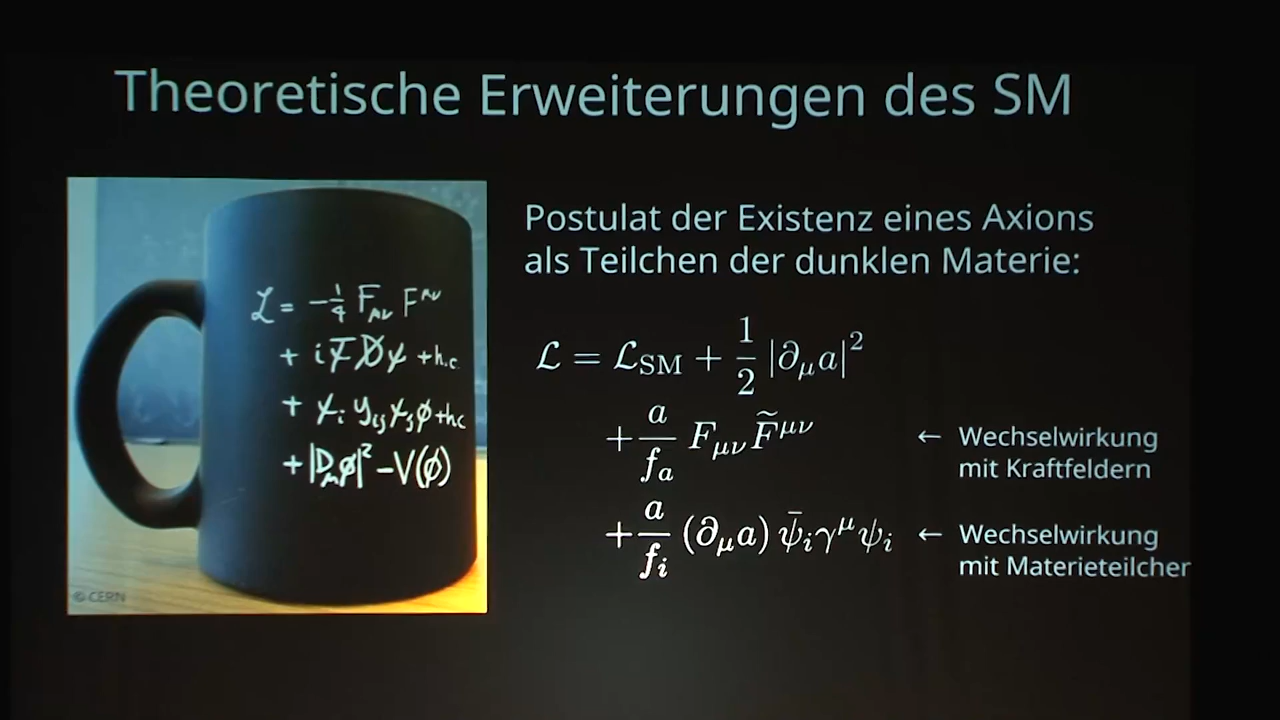 Theoretische Erweiterungen des SM
ℒ = -¼ F_μν F^μν
+ i ψ̄ D̸ ψ + h.c.
+ ψ_i y_ij ψ_j φ + h.c
+ |D_μ φ|² - V(φ)
© CERN
Postulat der Existenz eines Axions
als Teilchen der dunklen Materie:
ℒ = ℒ_SM + 1/2 |∂_μ a|²
+ a/f_a F_μν F̃^μν
← Wechselwirkung
mit Kraftfeldern
+ a/f_i (∂_μ a) ψ̄_i γ^μ ψ_i
← Wechselwirkung
mit Materieteilcher